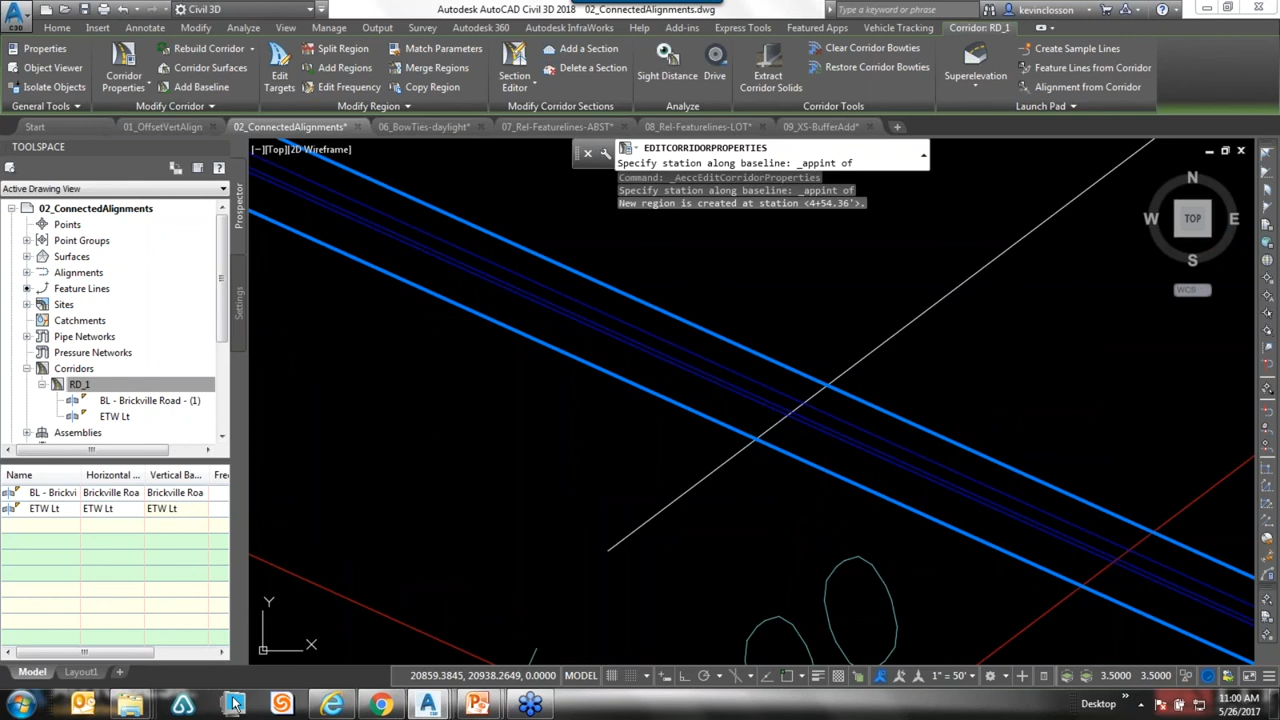 Civil 3D
Autodesk AutoCAD Civil 3D 2018 02_ConnectedAlignments.dwg
Type a keyword or phrase
kevinclosson
C3D
Home Insert Annotate Modify Analyze View Manage Output Survey Autodesk 360 Autodesk InfraWorks Help Add-ins Express Tools Featured Apps Vehicle Tracking Corridor: RD_1
Properties
Object Viewer
Isolate Objects
General Tools
Corridor Properties
Rebuild Corridor
Corridor Surfaces
Add Baseline
Modify Corridor
Edit Targets
Split Region
Add Regions
Edit Frequency
Match Parameters
Merge Regions
Copy Region
Modify Region
Section Editor
Add a Section
Delete a Section
Modify Corridor Sections
Sight Distance
Drive
Analyze
Extract Corridor Solids
Clear Corridor Bowties
Restore Corridor Bowties
Corridor Tools
Superelevation
Create Sample Lines
Feature Lines from Corridor
Alignment from Corridor
Launch Pad
Start 01_OffsetVertAlign 02_ConnectedAlignments* 06_BowTies-daylight* 07_Rel-Featurelines-ABST* 08_Rel-Featurelines-LOT* 09_XS-BufferAdd*
TOOLSPACE
Active Drawing View
02_ConnectedAlignments
Points
Point Groups
Surfaces
Alignments
Feature Lines
Sites
Catchments
Pipe Networks
Pressure Networks
Corridors
RD_1
BL - Brickville Road - (1)
ETW Lt
Assemblies
Prospector
Settings
Name Horizontal ... Vertical Ba... Fre
BL - Brickvi Brickville Roa Brickville Roa
ETW Lt ETW Lt ETW Lt
[−][Top][2D Wireframe]
EDITCORRIDORPROPERTIES
Specify station along baseline: _appint of
Command: _AeccEditCorridorProperties
Specify station along baseline: _appint of
New region is created at station <4+54.36'>.
N
W TOP E
S
WCS
Y
X
Model Layout1
20859.3845, 20938.2649, 0.0000 MODEL
1" = 50' 3.5000 3.5000
Desktop
11:00 AM
5/26/2017